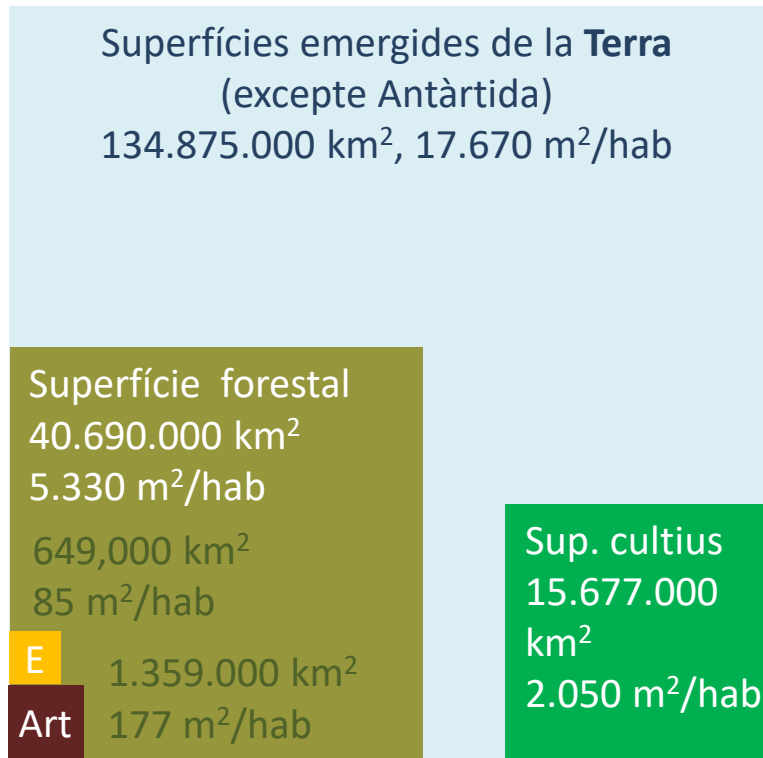 Superfícies emergides de la Terra
(excepte Antàrtida)
134.875.000 km², 17.670 m²/hab
Superfície forestal
40.690.000 km²
5.330 m²/hab
649,000 km²
85 m²/hab
E
1.359.000 km²
Art
177 m²/hab
Sup. cultius
15.677.000
km²
2.050 m²/hab